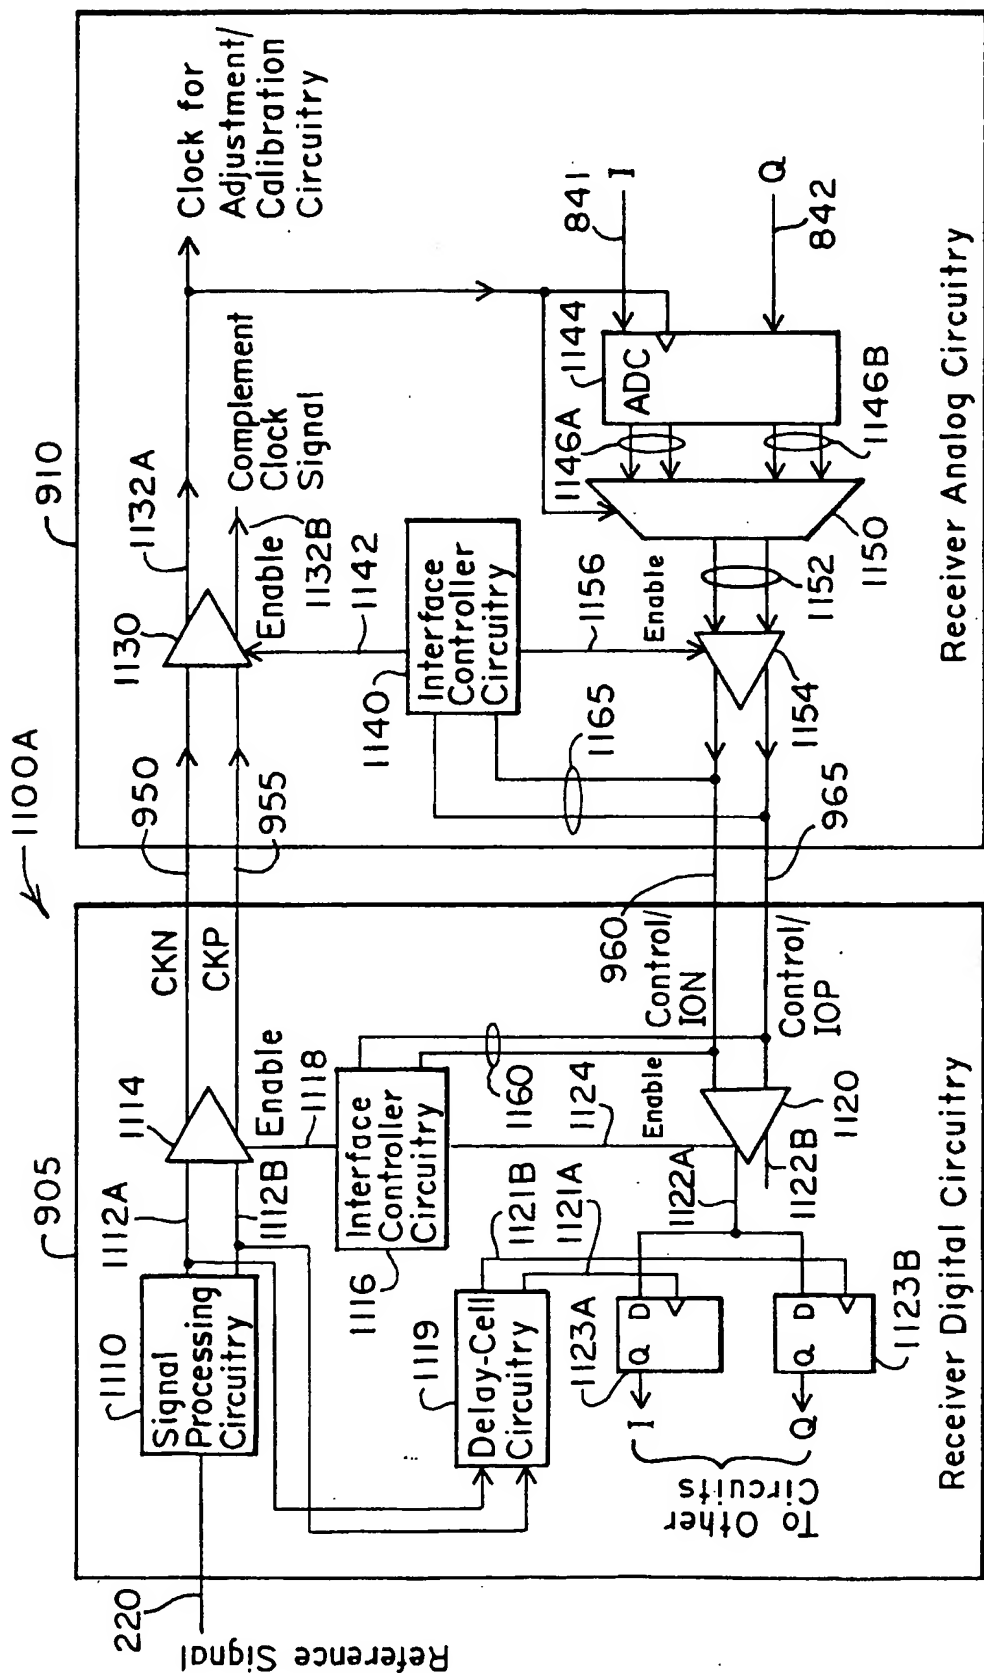 1100A
905
910
220
Reference Signal
1110
Signal
Processing
Circuitry
1112A
1112B
1114
Enable
1118
CKN
CKP
950
955
1130
1132A
Clock for
Adjustment/
Calibration
Circuitry
Complement
Clock
Signal
1132B
Enable
1142
1116
Interface
Controller
Circuitry
1160
1124
1140
Interface
Controller
Circuitry
1165
1156
1119
Delay-Cell
Circuitry
1121B
1121A
Enable
Control/
ION
960
Control/
IOP
965
1120
1122A
1122B
1123A
Q D
1123B
Q D
I
Q
To Other
Circuits
Enable
1154
1152
1150
1146A
1146B
ADC
1144
841
I
Q
842
Receiver Digital Circuitry
Receiver Analog Circuitry